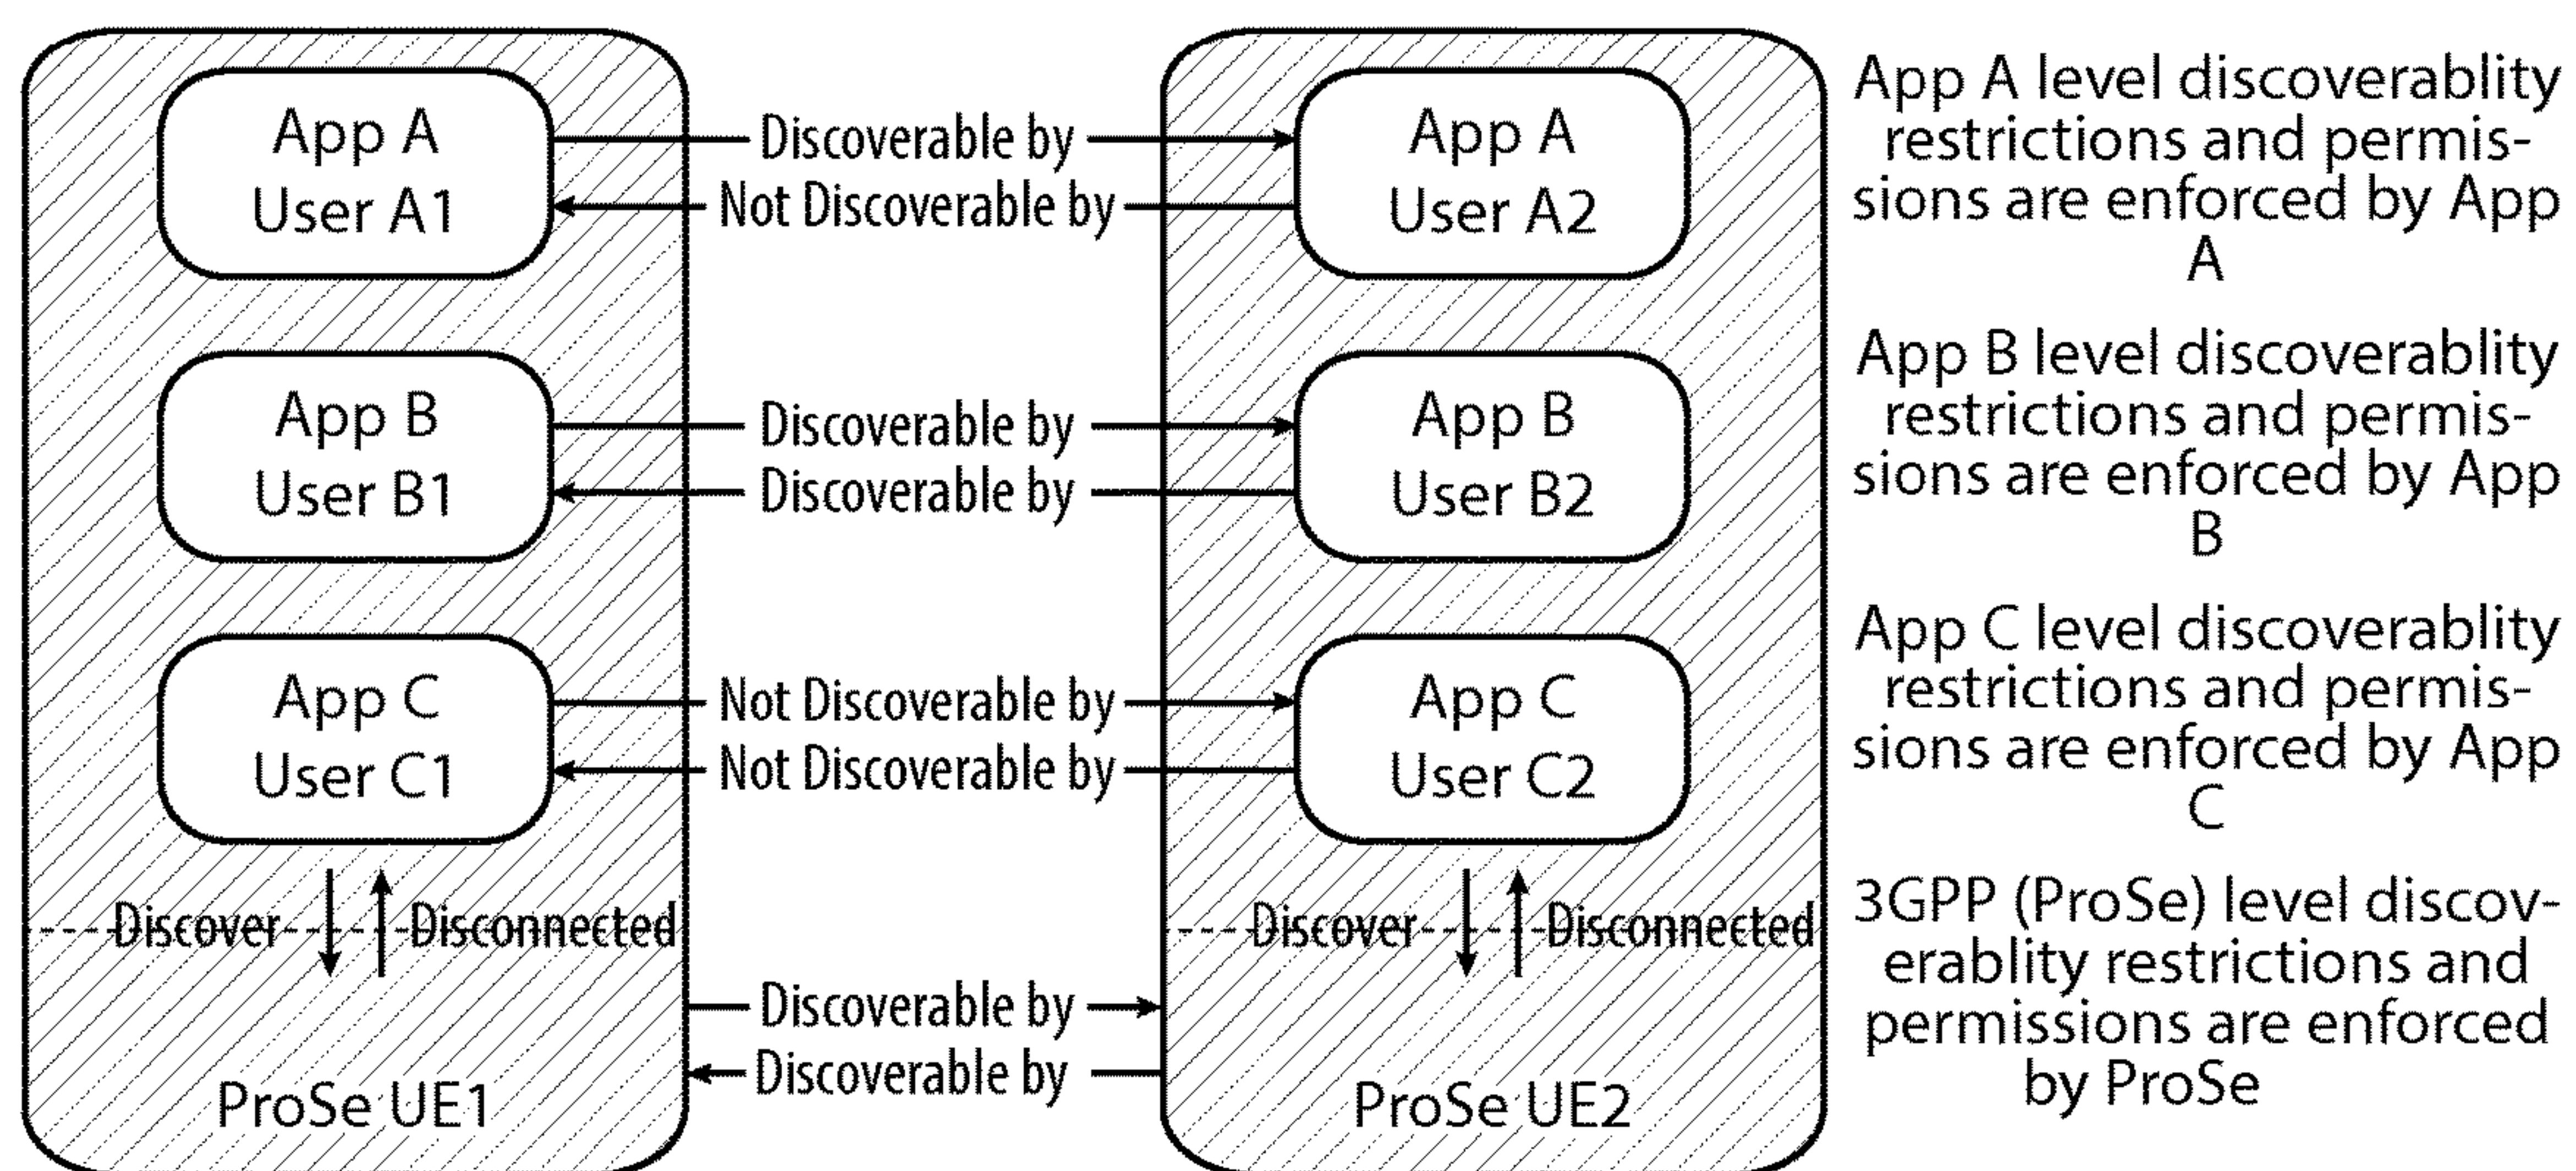 App A
User A1
Discoverable by
Not Discoverable by
App A
User A2
App A level discoverablity
restrictions and permis-
sions are enforced by App
A
App B
User B1
Discoverable by
Discoverable by
App B
User B2
App B level discoverablity
restrictions and permis-
sions are enforced by App
B
App C
User C1
Not Discoverable by
Not Discoverable by
App C
User C2
App C level discoverablity
restrictions and permis-
sions are enforced by App
C
Discover
Disconnected
Discover
Disconnected
Discoverable by
Discoverable by
ProSe UE1
ProSe UE2
3GPP (ProSe) level discov-
erablity restrictions and
permissions are enforced
by ProSe